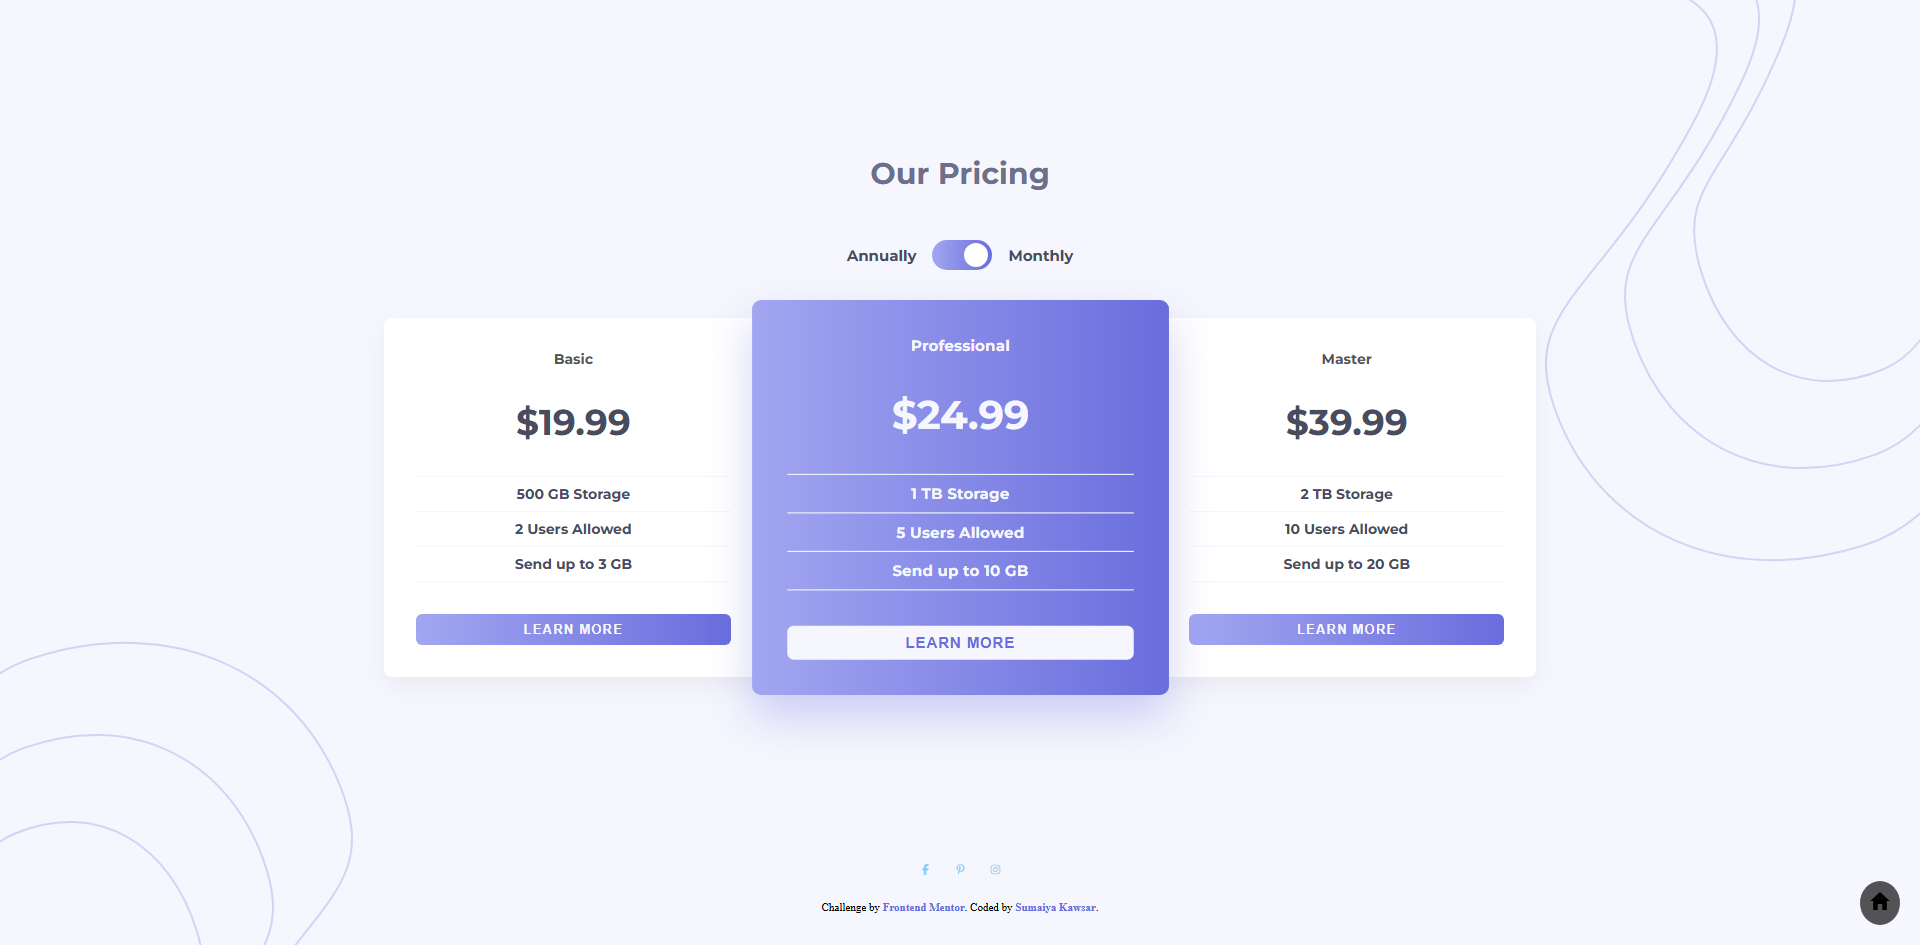 Our Pricing
Annually Monthly
Basic
$19.99
500 GB Storage
2 Users Allowed
Send up to 3 GB
LEARN MORE
Professional
$24.99
1 TB Storage
5 Users Allowed
Send up to 10 GB
LEARN MORE
Master
$39.99
2 TB Storage
10 Users Allowed
Send up to 20 GB
LEARN MORE
Challenge by Frontend Mentor. Coded by Sumaiya Kawsar.